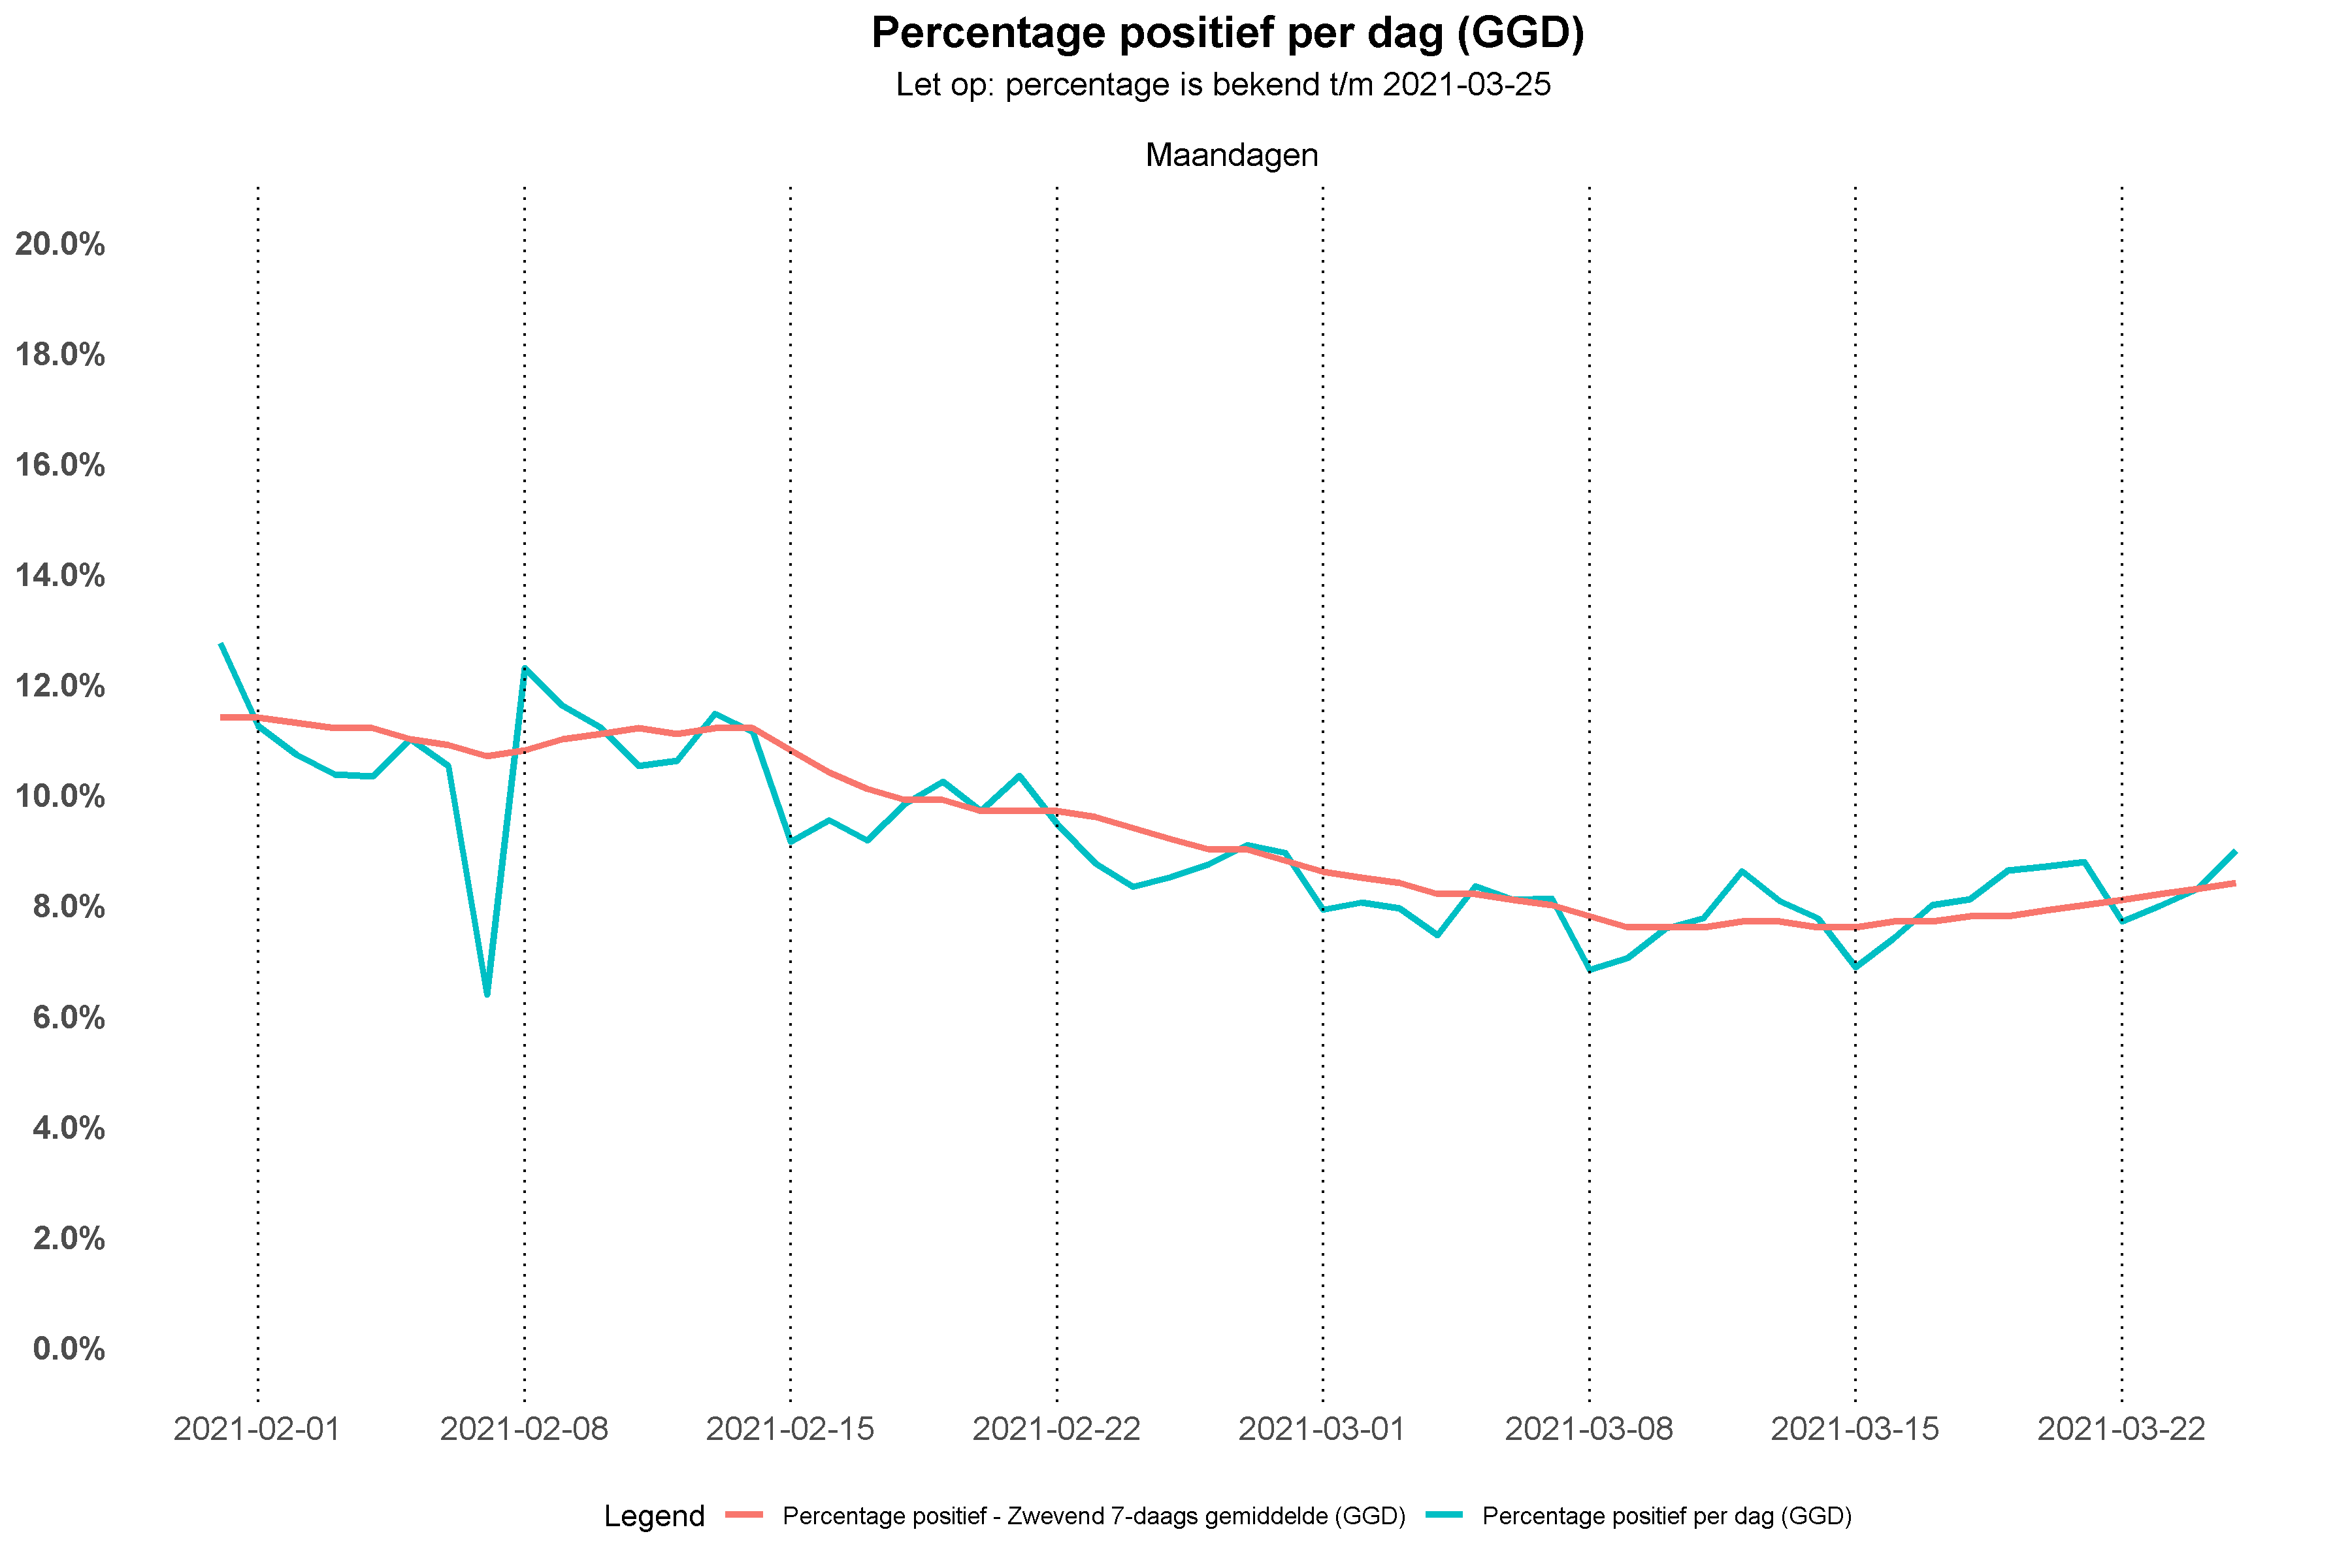 Percentage positief per dag (GGD)
Let op: percentage is bekend t/m 2021-03-25
Maandagen
20.0%
18.0%
16.0%
14.0%
12.0%
10.0%
8.0%
6.0%
4.0%
2.0%
0.0%
2021-02-01 2021-02-08 2021-02-15 2021-02-22 2021-03-01 2021-03-08 2021-03-15 2021-03-22
Legend Percentage positief - Zwevend 7-daags gemiddelde (GGD) Percentage positief per dag (GGD)